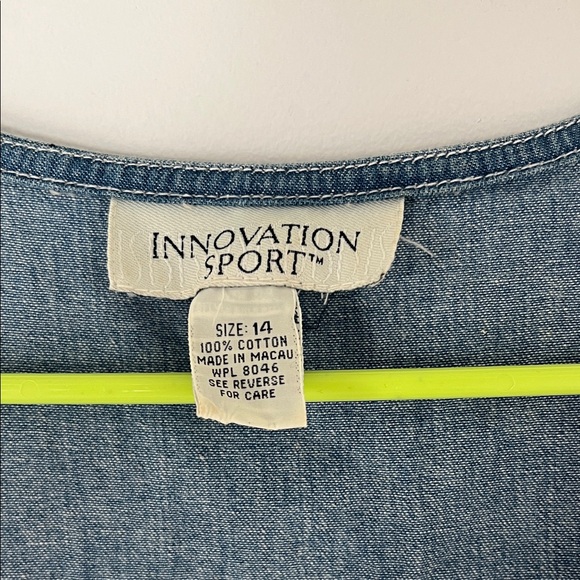 INNOVATION
SPORT™
SIZE: 14
100% COTTON
MADE IN MACAU
WPL 8046
SEE REVERSE
FOR CARE